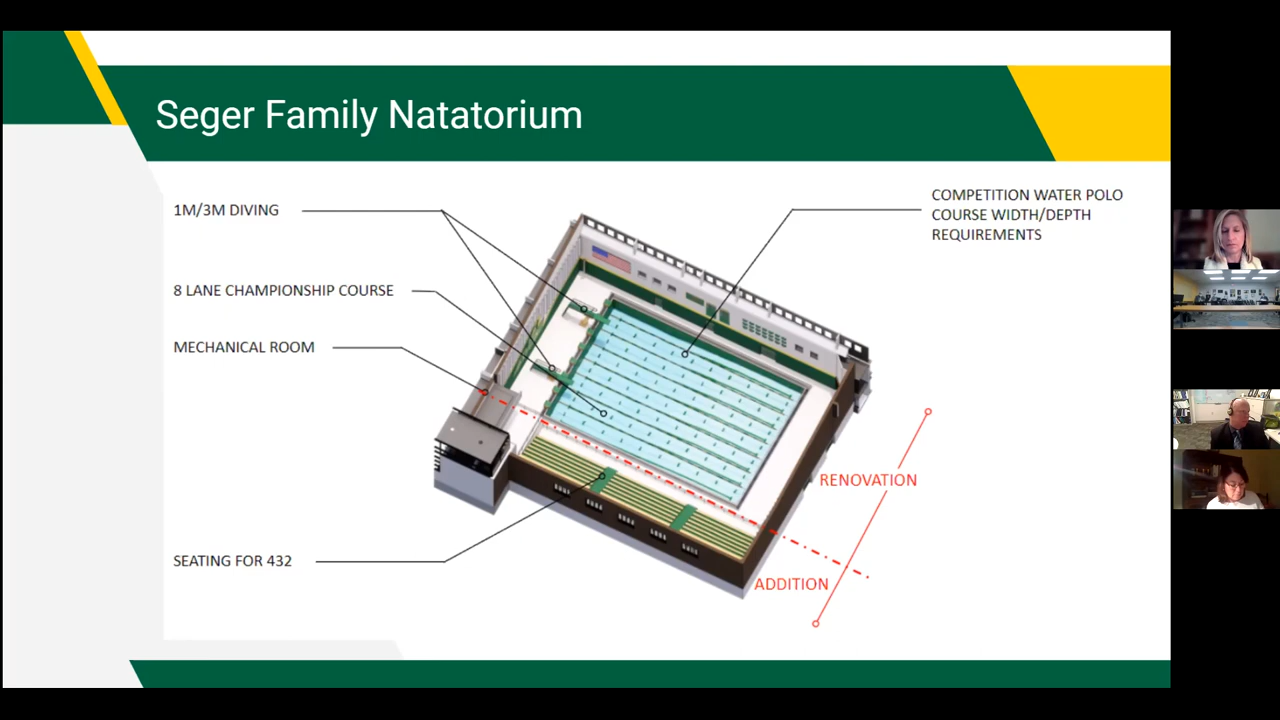 Seger Family Natatorium
1M/3M DIVING
COMPETITION WATER POLO
COURSE WIDTH/DEPTH
REQUIREMENTS
8 LANE CHAMPIONSHIP COURSE
MECHANICAL ROOM
RENOVATION
SEATING FOR 432
ADDITION